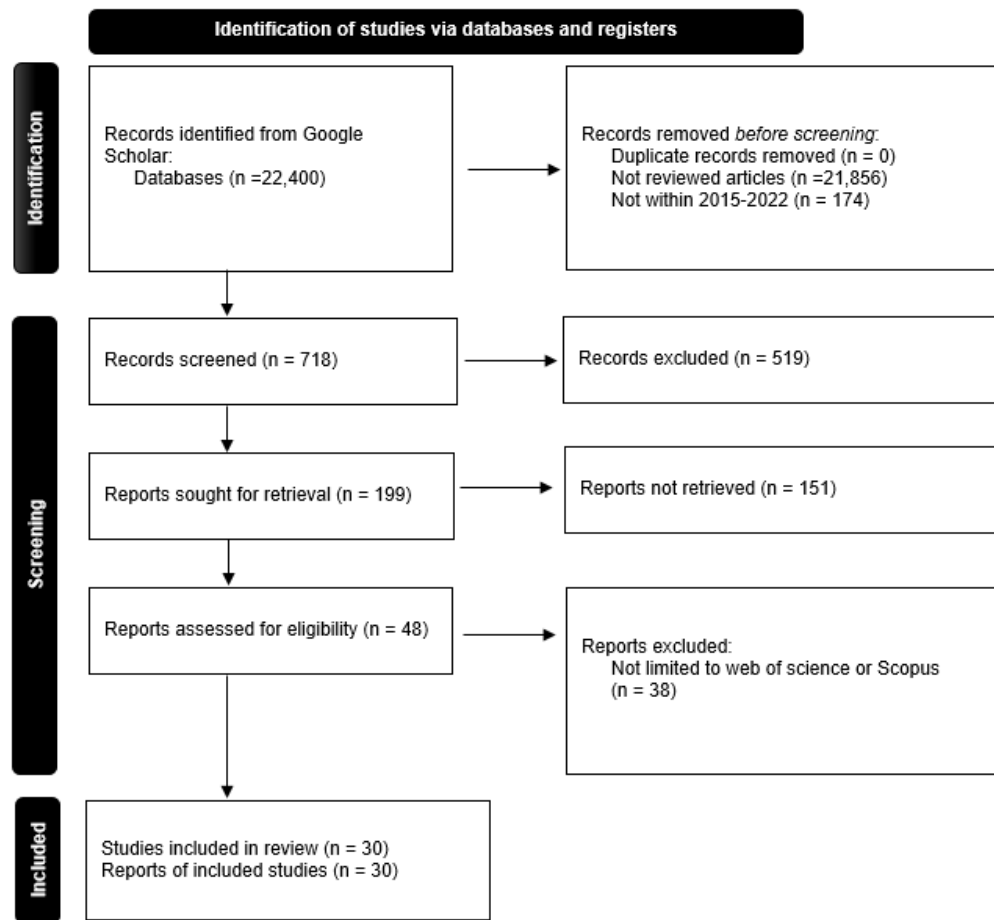 Identification of studies via databases and registers
Identification
Records identified from Google
Scholar:
Databases (n =22,400)
Records removed before screening:
Duplicate records removed (n = 0)
Not reviewed articles (n =21,856)
Not within 2015-2022 (n = 174)
Screening
Records screened (n = 718)
Records excluded (n = 519)
Reports sought for retrieval (n = 199)
Reports not retrieved (n = 151)
Reports assessed for eligibility (n = 48)
Reports excluded:
Not limited to web of science or Scopus
(n = 38)
Included
Studies included in review (n = 30)
Reports of included studies (n = 30)